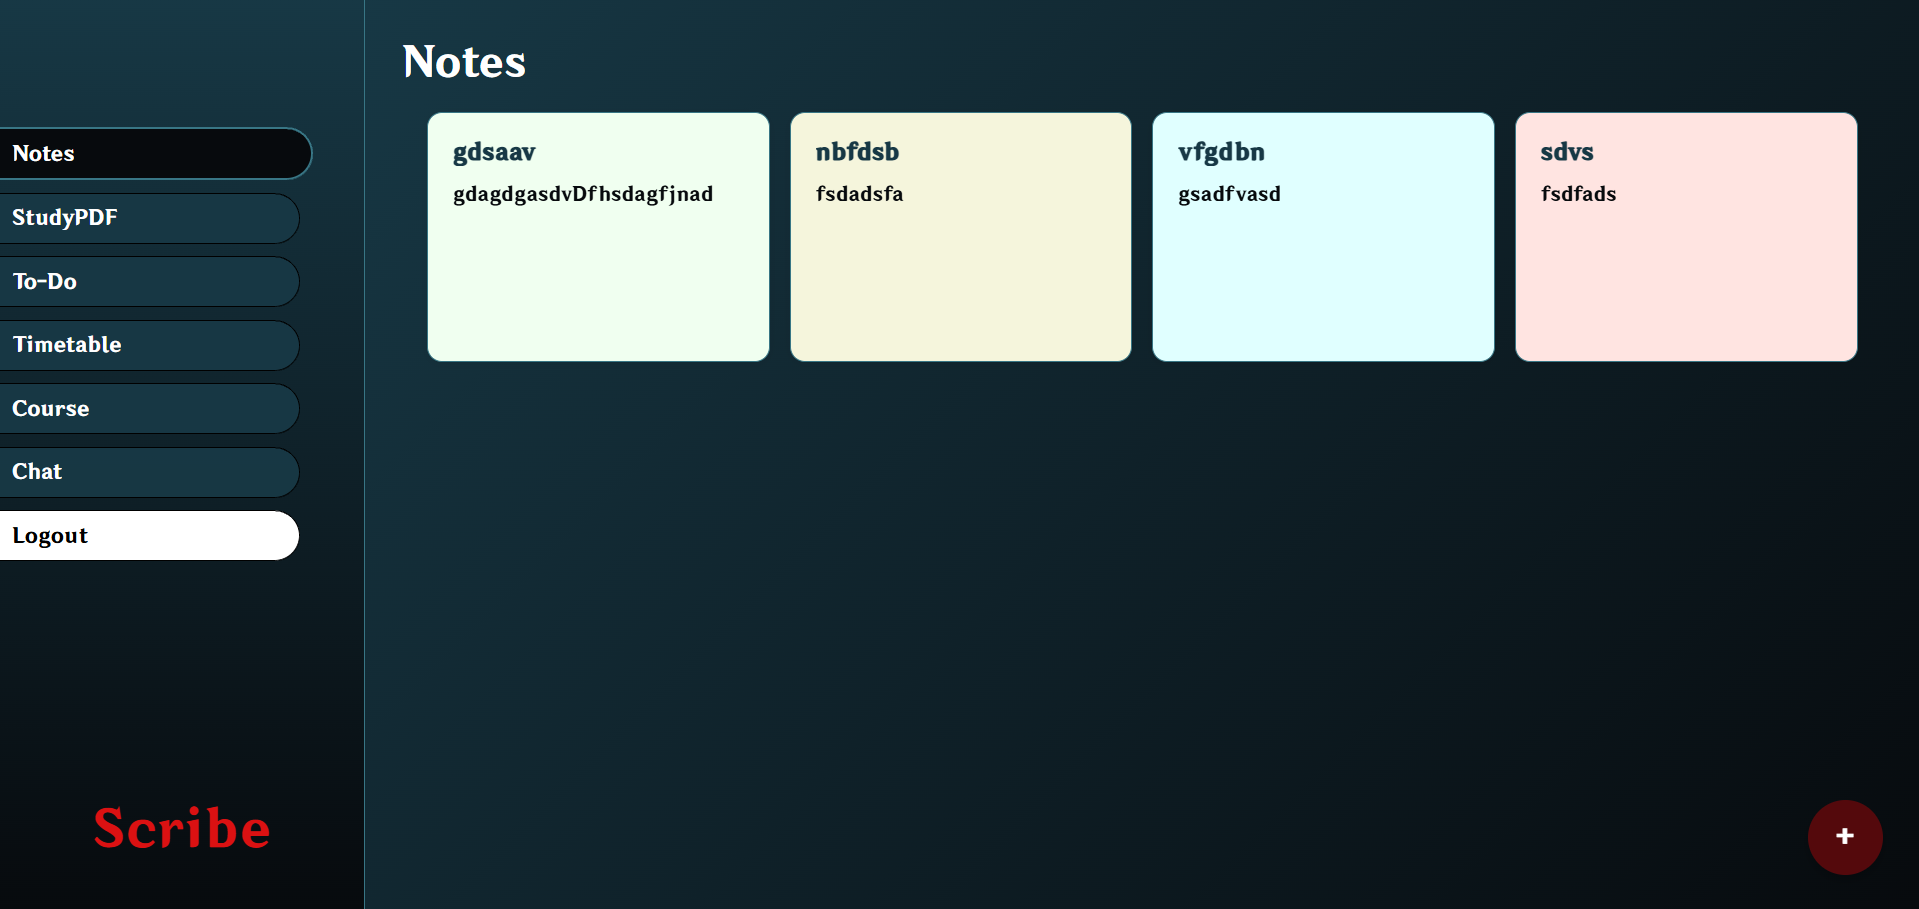 Notes
Notes
StudyPDF
To-Do
Timetable
Course
Chat
Logout
Scribe
gdsaav
gdagdgasdvDfhsdagfjnad
nbfdsb
fsdadsfa
vfgdbn
gsadfvasd
sdvs
fsdfads
+